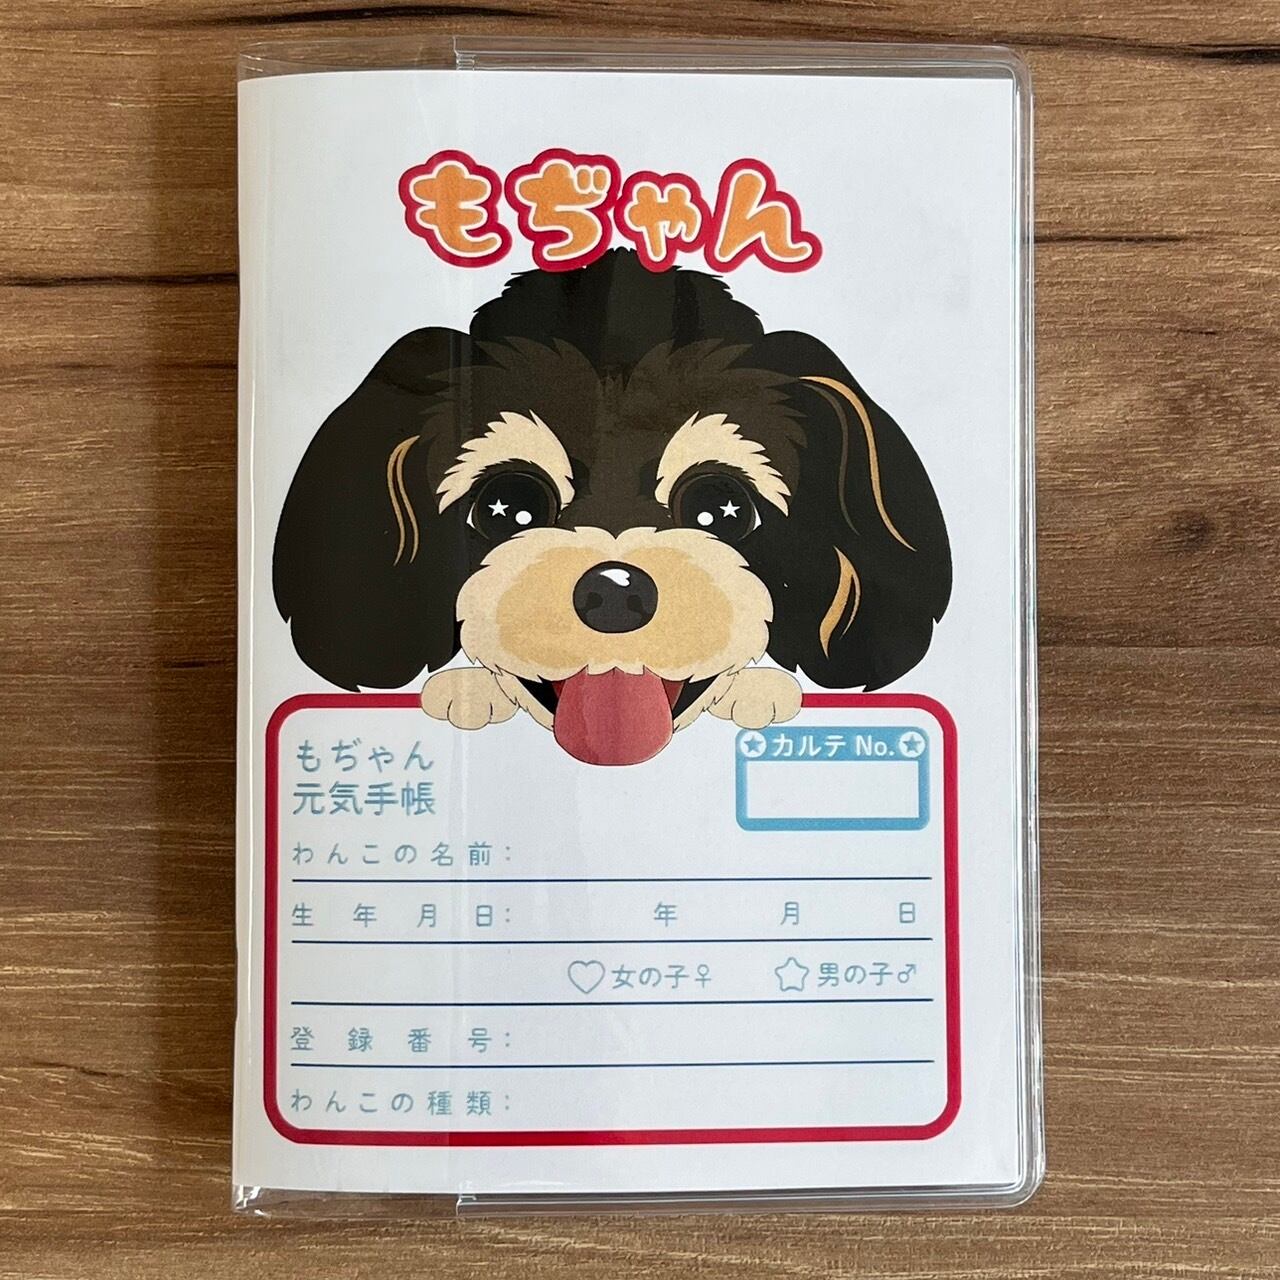 もぢゃん
もぢゃん
元気手帳
カルテ No.
わんこの名前：
生年月日： 年 月 日
女の子♀ 男の子♂
登録番号：
わんこの種類：